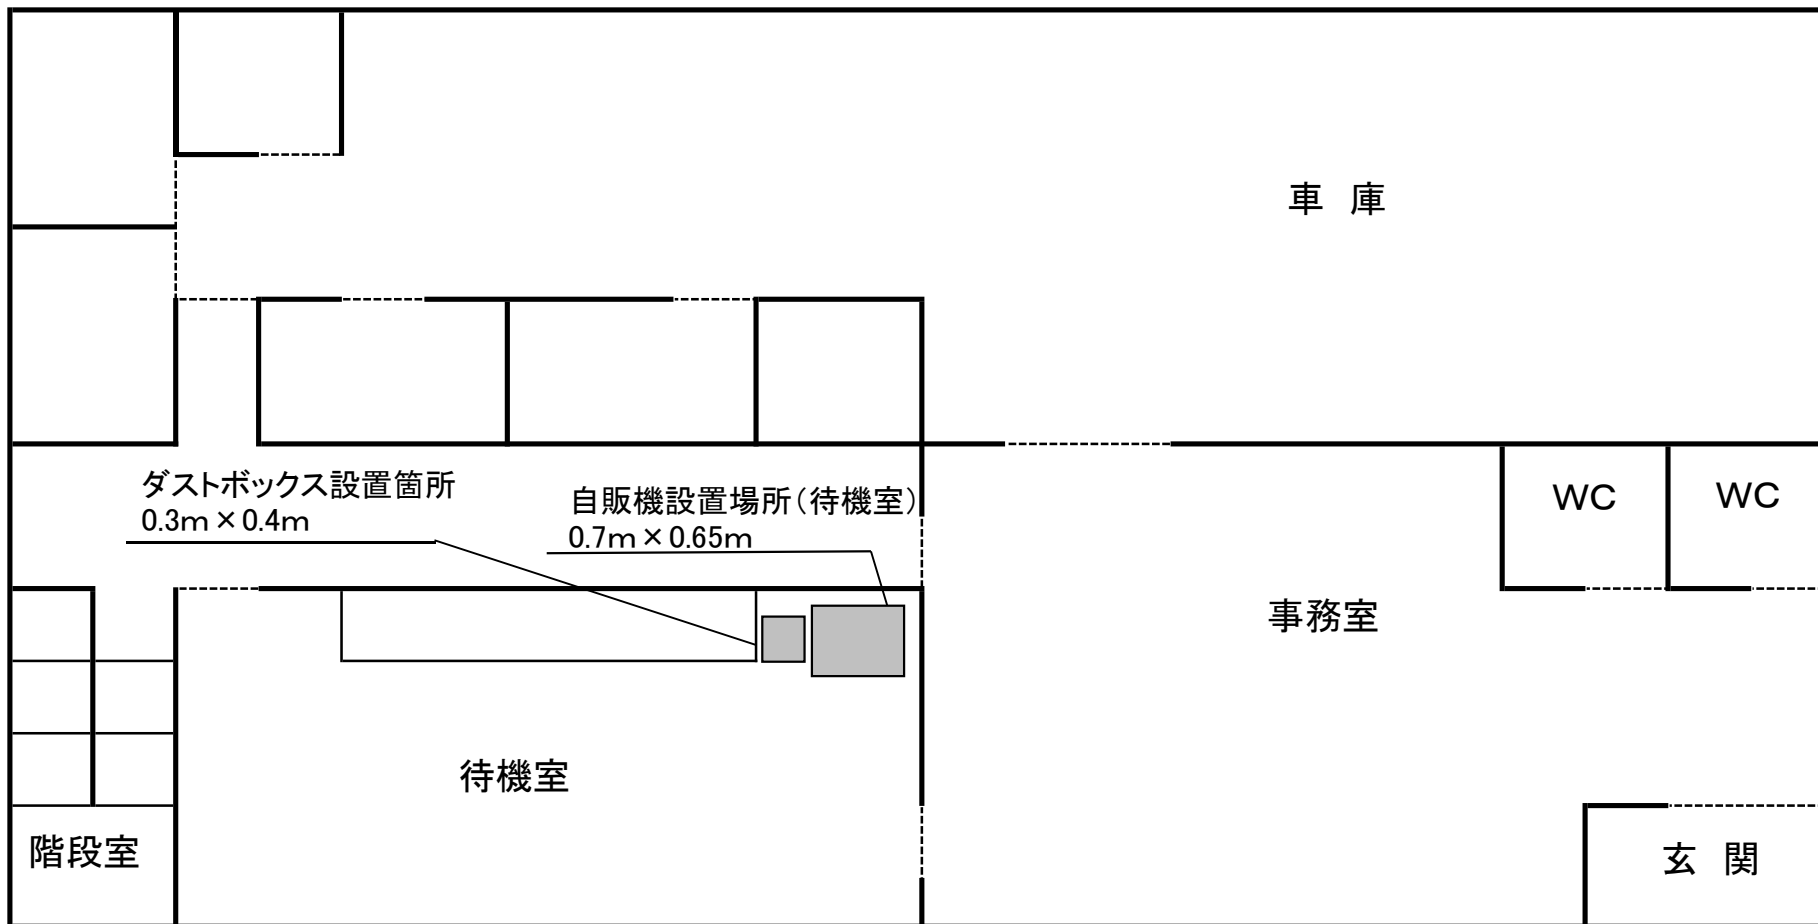 車　庫
ダストボックス設置箇所
0.3m×0.4m
自販機設置場所（待機室）
0.7m×0.65m
WC
WC
事務室
待機室
階段室
玄　関